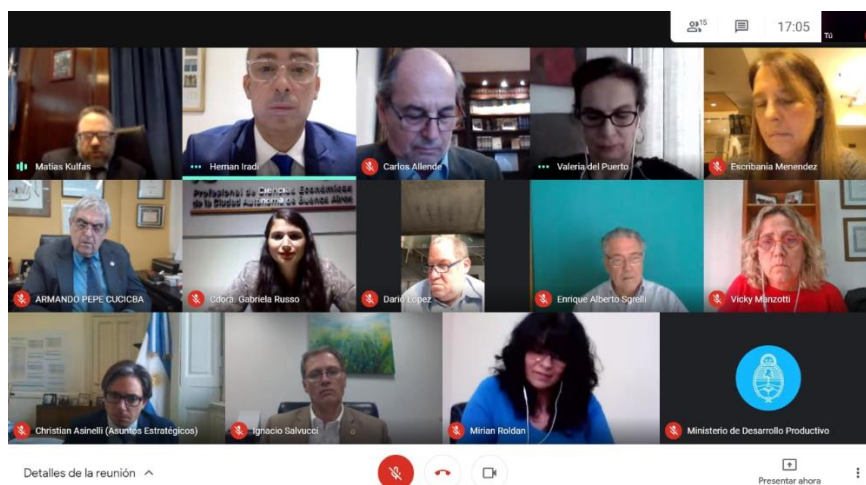 15
17:05
Tú
Matías Kulfas
Hernan Iradi
Carlos Allende
Valeria del Puerto
Escribania Menendez
Profesional de Ciencias Económicas
de la Ciudad Autónoma de Buenos Aires
ARMANDO PEPE CUCICBA
Cdora. Gabriela Russo
Dario Lopez
Enrique Alberto Sgrelli
Vicky Manzotti
Christian Asinelli (Asuntos Estratégicos)
Ignacio Salvucci
Mirian Roldan
Ministerio de Desarrollo Productivo
Detalles de la reunión
Presentar ahora